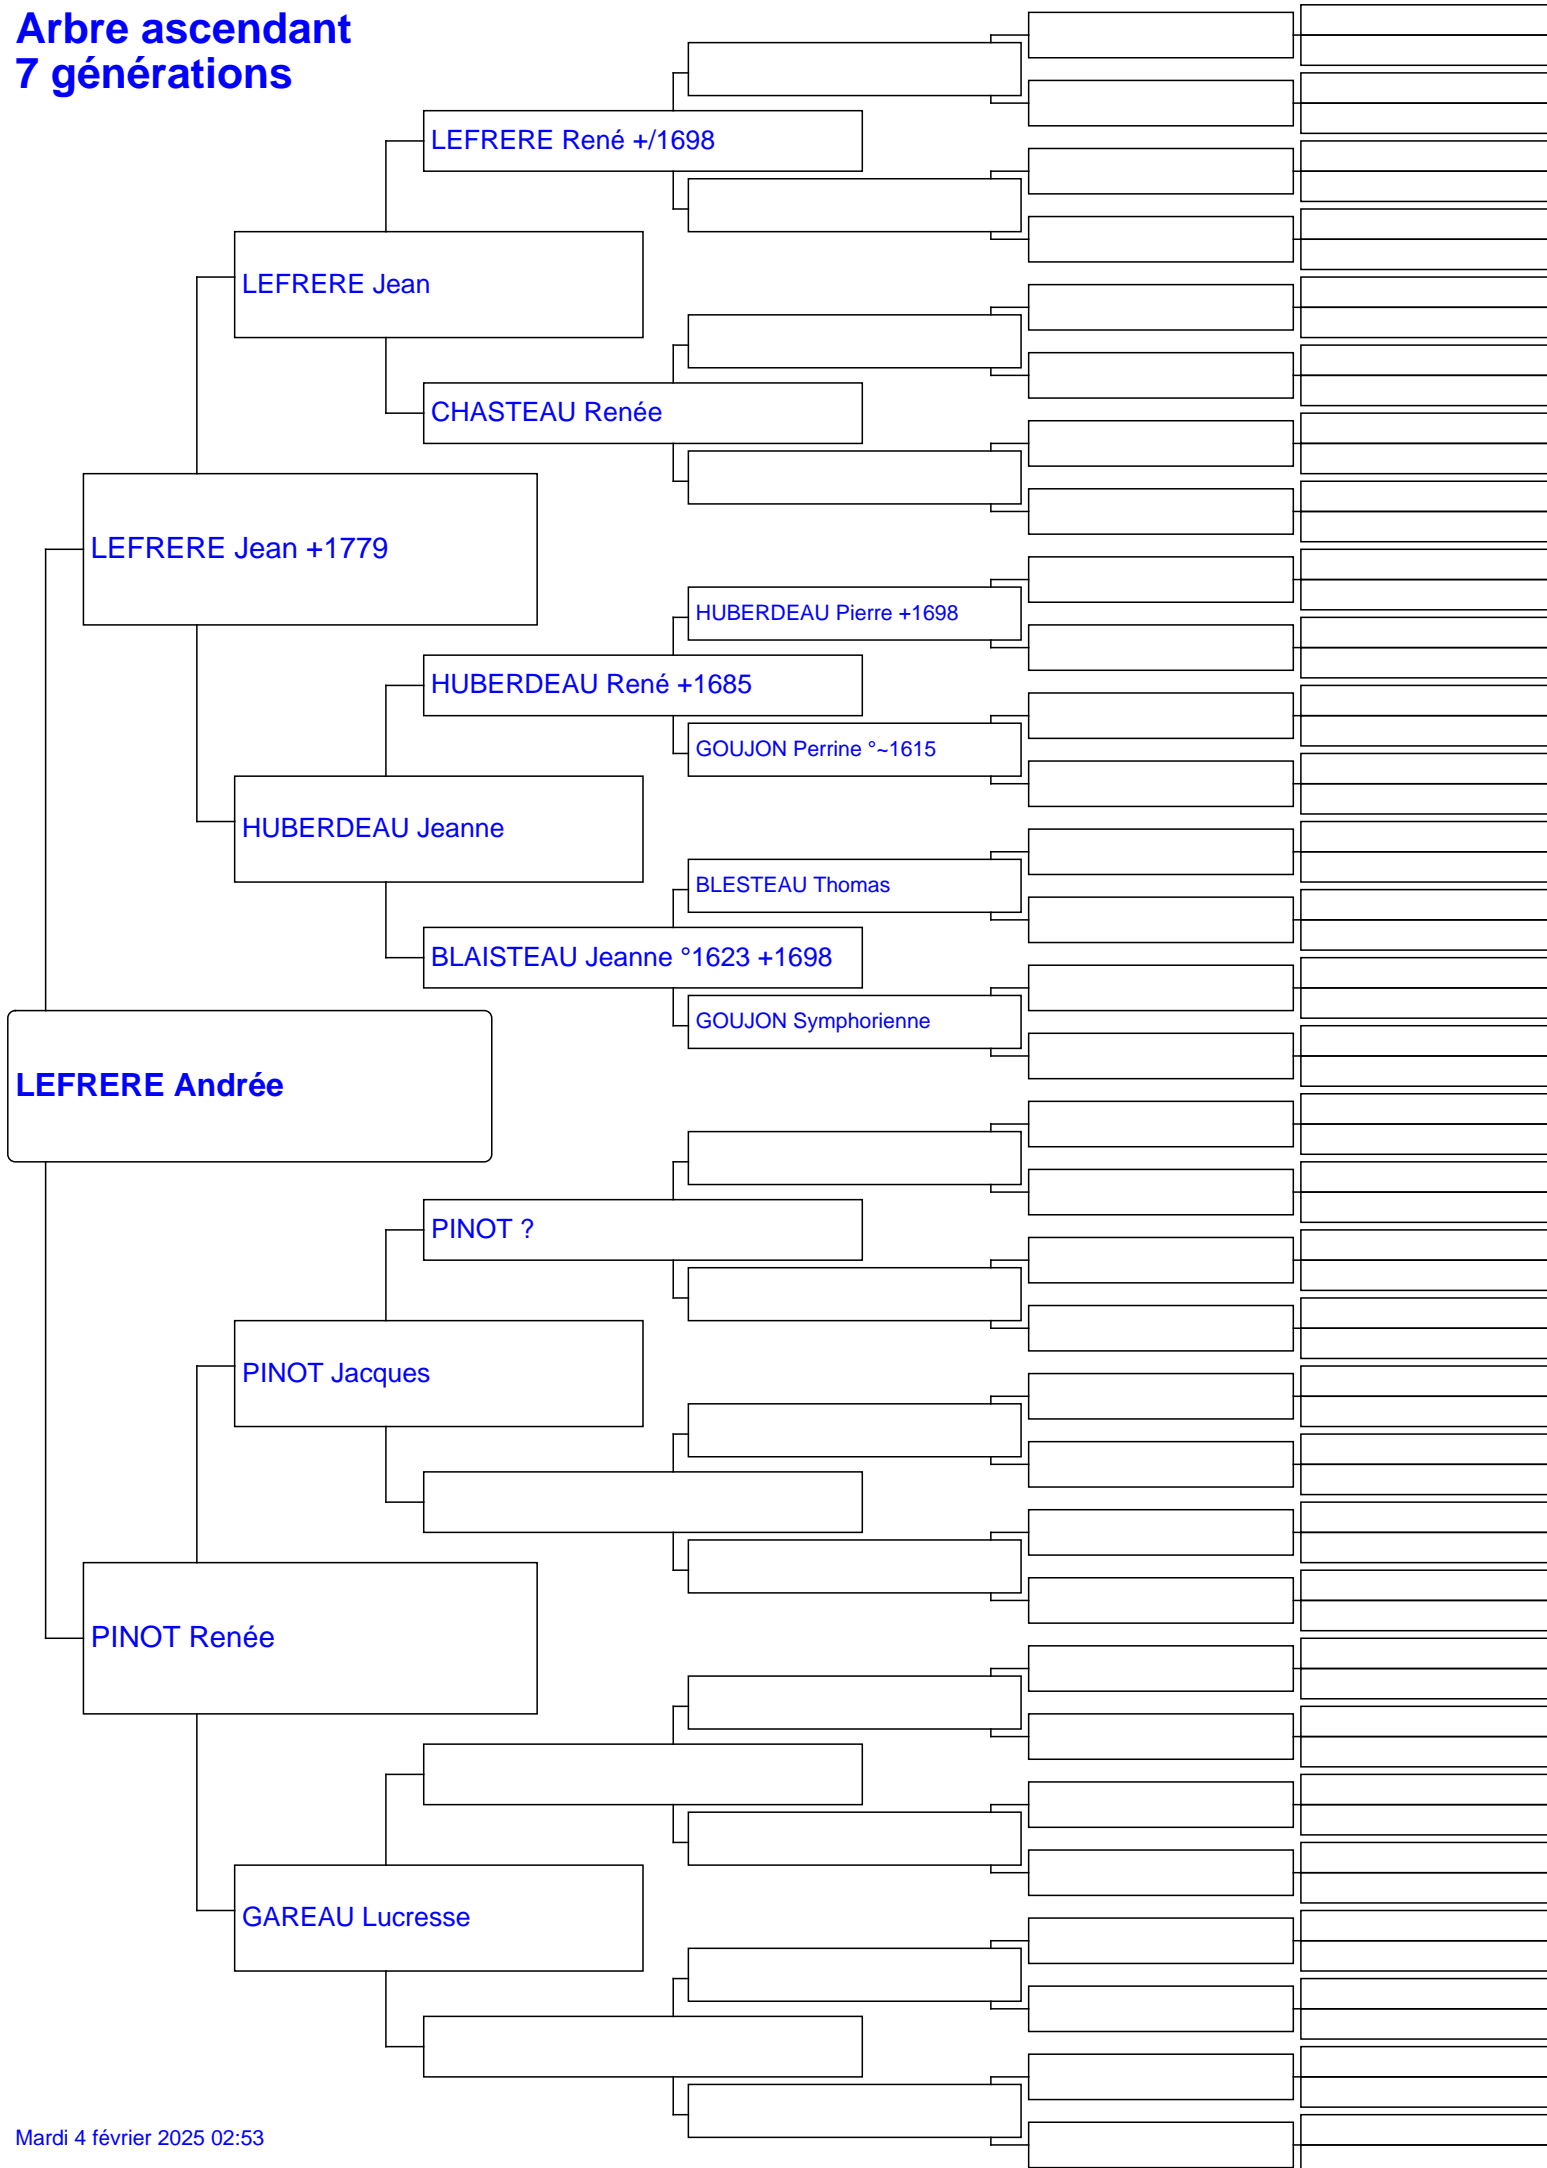 Arbre ascendant
7 générations
LEFRERE René +/1698
LEFRERE Jean
CHASTEAU Renée
LEFRERE Jean +1779
HUBERDEAU Pierre +1698
HUBERDEAU René +1685
GOUJON Perrine °~1615
HUBERDEAU Jeanne
BLESTEAU Thomas
BLAISTEAU Jeanne °1623 +1698
GOUJON Symphorienne
LEFRERE Andrée
PINOT ?
PINOT Jacques
PINOT Renée
GAREAU Lucresse
Mardi 4 février 2025 02:53